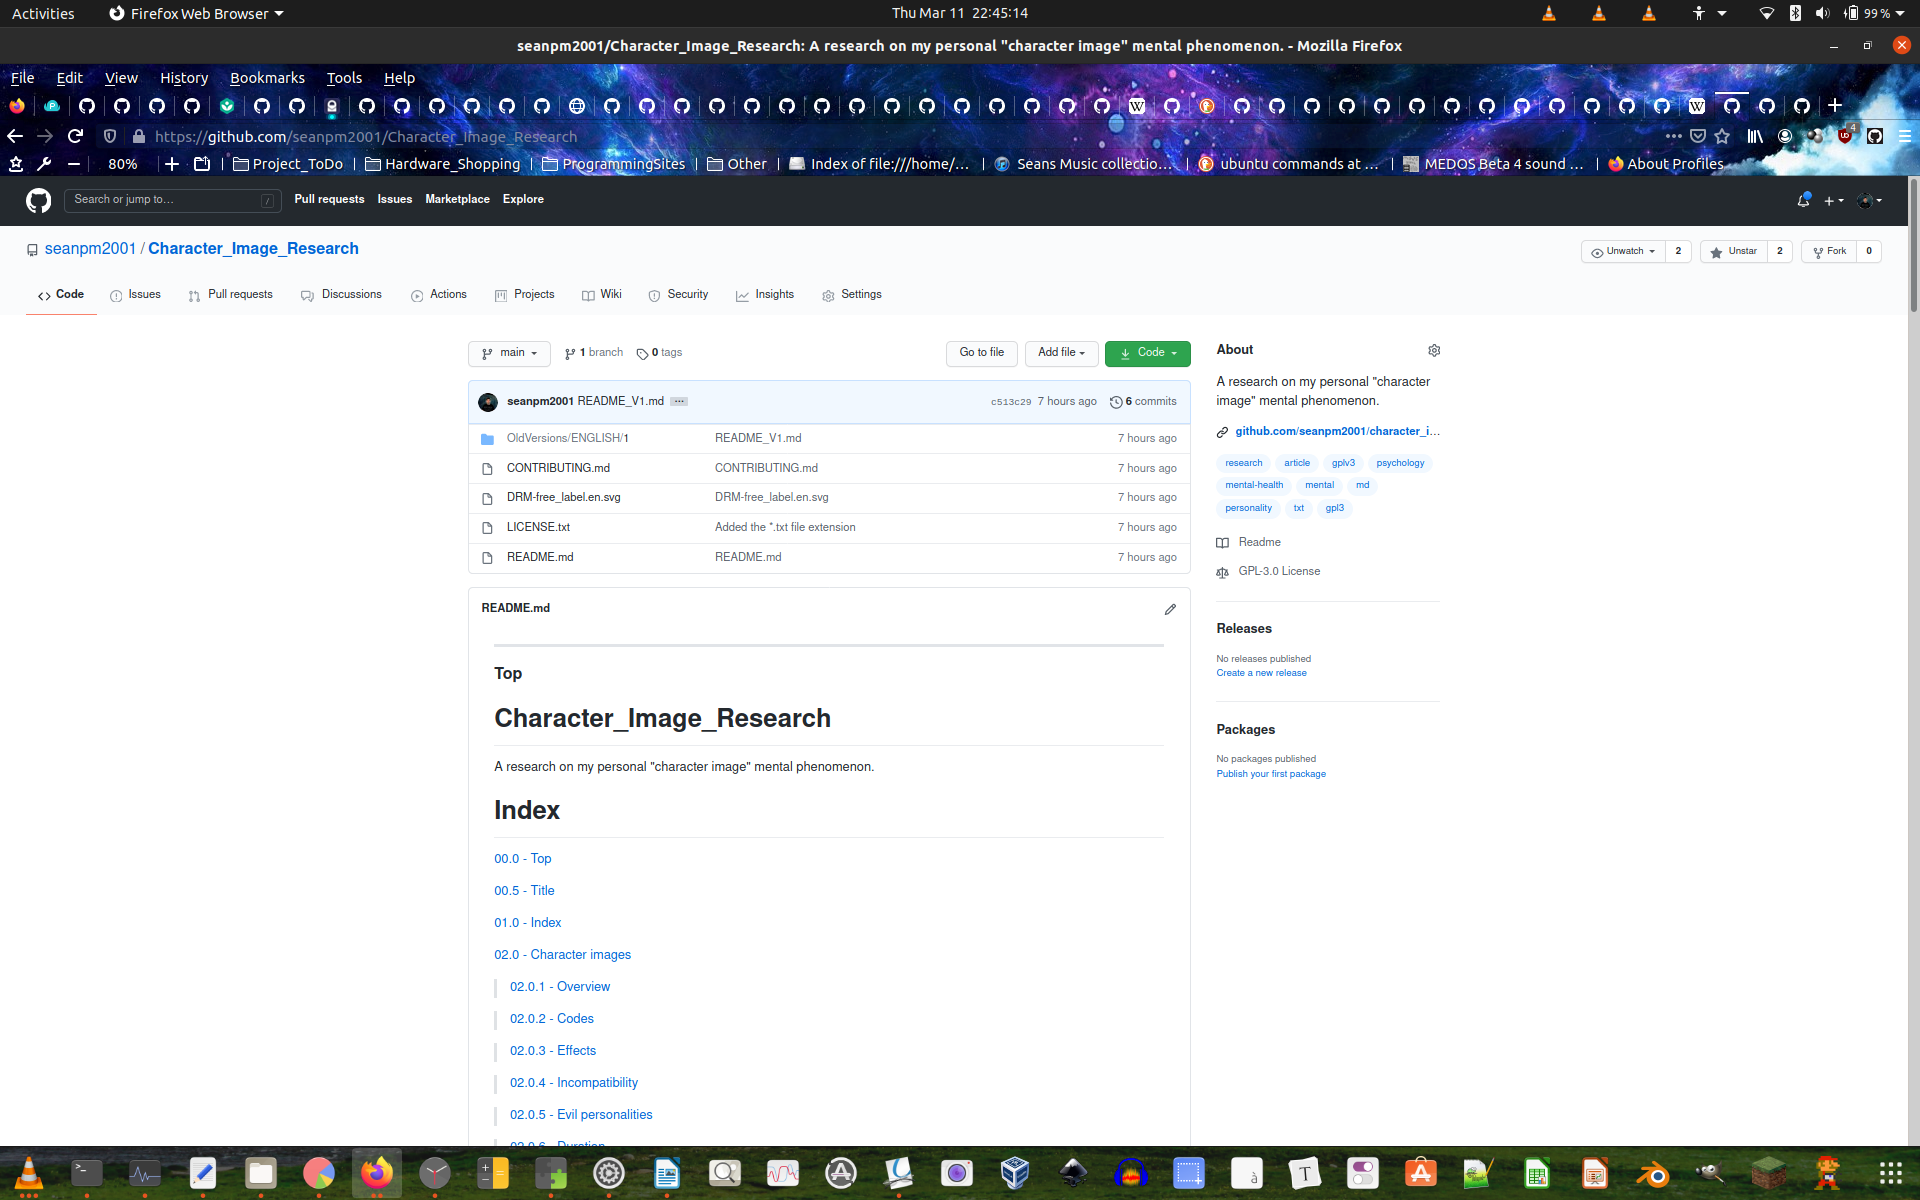 Activities
Firefox Web Browser
Thu Mar 11  22:45:14
99 %
seanpm2001/Character_Image_Research: A research on my personal "character image" mental phenomenon. - Mozilla Firefox
File Edit View History Bookmarks Tools Help
https://github.com/seanpm2001/Character_Image_Research
4
80%
Project_ToDo
Hardware_Shopping
ProgrammingSites
Other
Index of file:///home/…
Seans Music collectio…
ubuntu commands at …
MEDOS Beta 4 sound …
About Profiles
Search or jump to…
/
Pull requests Issues Marketplace Explore
seanpm2001 / Character_Image_Research
Unwatch 2
Unstar 2
Fork 0
Code Issues Pull requests Discussions Actions Projects Wiki Security Insights Settings
main
1 branch
0 tags
Go to file
Add file
Code
seanpm2001 README_V1.md ...
c513c29 7 hours ago
6 commits
OldVersions/ENGLISH/1 README_V1.md 7 hours ago
CONTRIBUTING.md CONTRIBUTING.md 7 hours ago
DRM-free_label.en.svg DRM-free_label.en.svg 7 hours ago
LICENSE.txt Added the *.txt file extension 7 hours ago
README.md README.md 7 hours ago
README.md
Top
Character_Image_Research
A research on my personal "character image" mental phenomenon.
Index
00.0 - Top
00.5 - Title
01.0 - Index
02.0 - Character images
02.0.1 - Overview
02.0.2 - Codes
02.0.3 - Effects
02.0.4 - Incompatibility
02.0.5 - Evil personalities
02.0.6 - Duration
About
A research on my personal "character
image" mental phenomenon.
github.com/seanpm2001/character_i...
research article gplv3 psychology
mental-health mental md
personality txt gpl3
Readme
GPL-3.0 License
Releases
No releases published
Create a new release
Packages
No packages published
Publish your first package